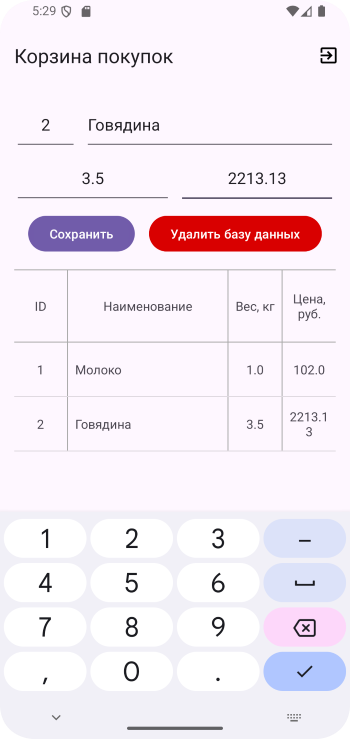 5:29
Корзина покупок
2 Говядина
3.5 2213.13
Сохранить Удалить базу данных
ID Наименование Вес, кг Цена,
руб.
1 Молоко 1.0 102.0
2 Говядина 3.5 2213.1
3
1 2 3 –
4 5 6
7 8 9
, 0 .